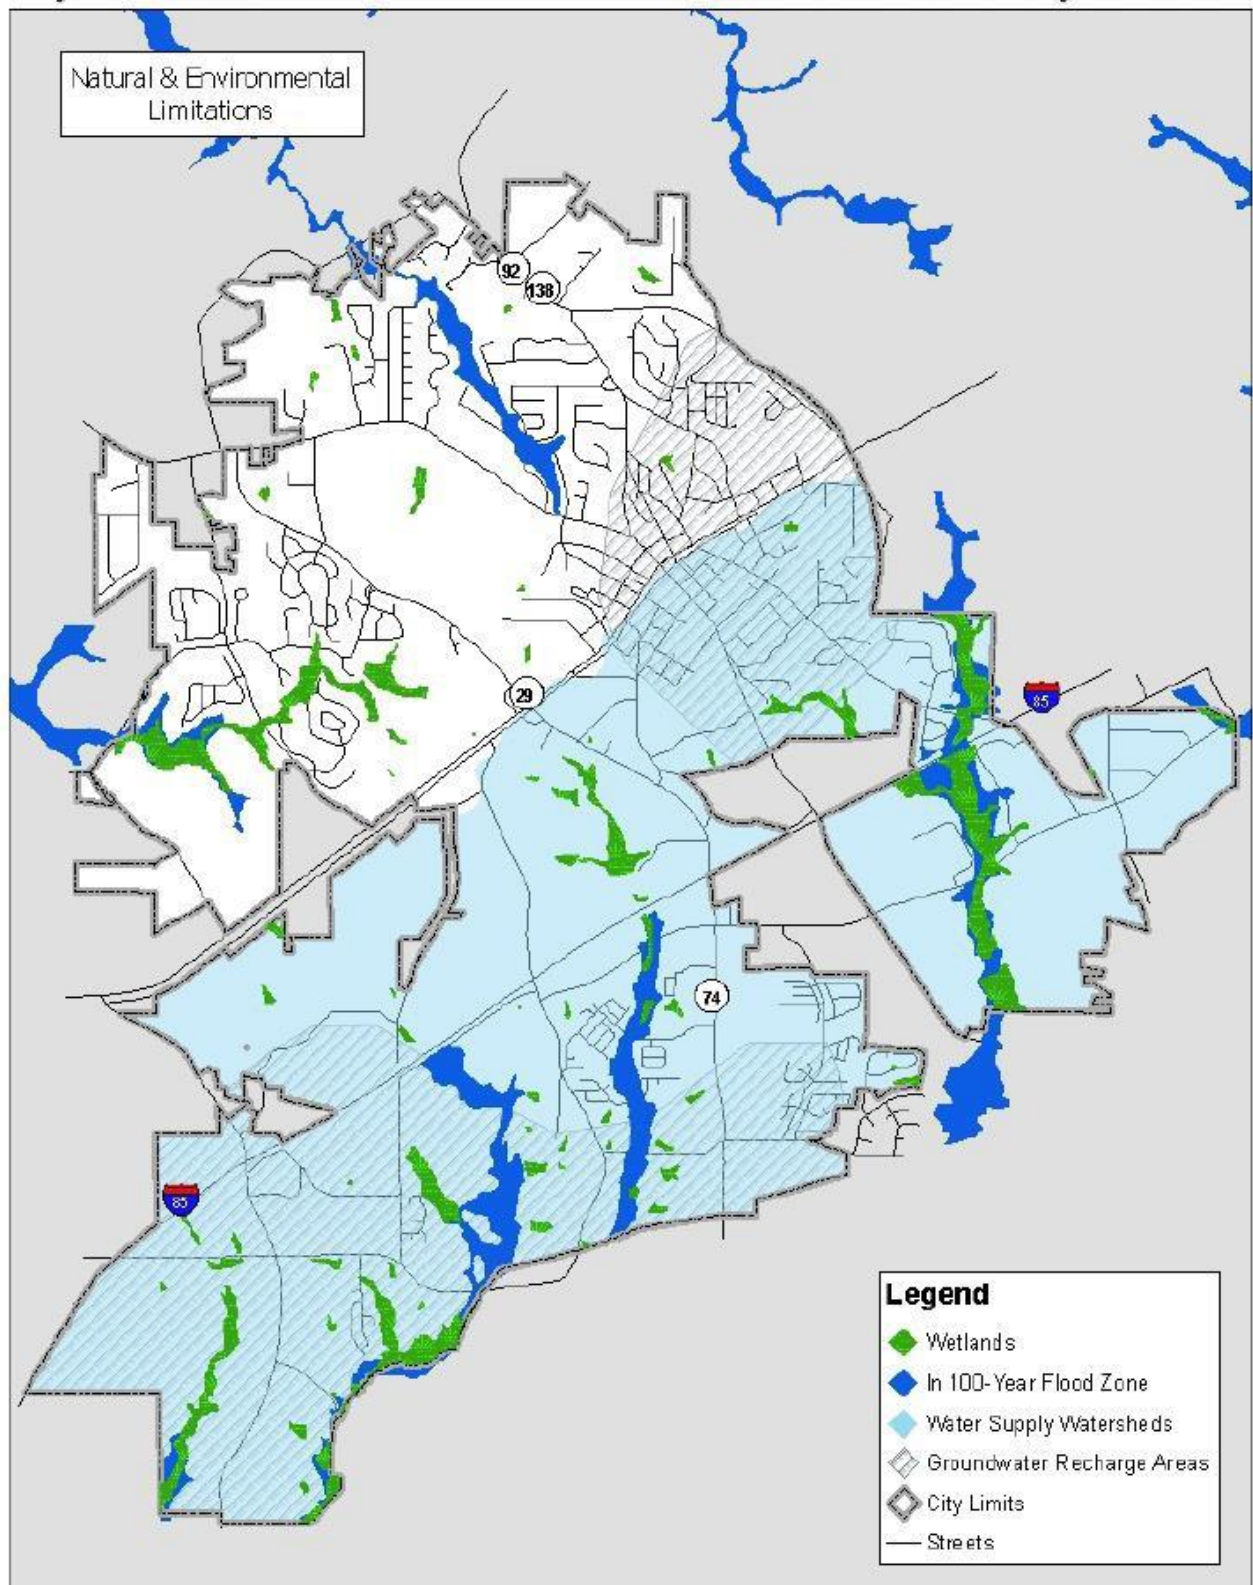 Natural & Environmental
Limitations
92
138
29
85
74
85
Legend
Wetlands
In 100-Year Flood Zone
Water Supply Watersheds
Groundwater Recharge Areas
City Limits
Streets